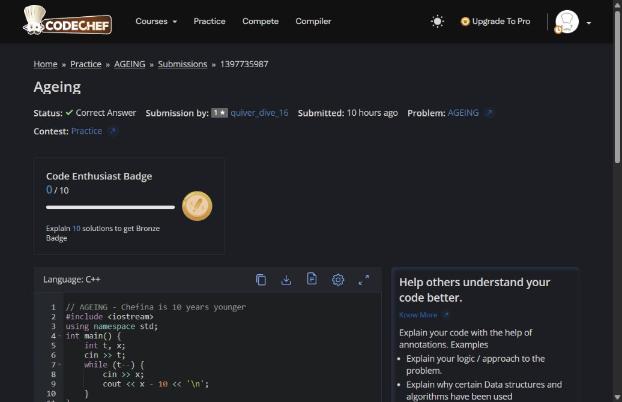 CODECHEF
Courses Practice Compete Compiler Upgrade To Pro
Home » Practice » AGEING » Submissions » 1397735987
Ageing
Status: ✔ Correct Answer Submission by: 1★ quiver_dive_16 Submitted: 10 hours ago Problem: AGEING
Contest: Practice
Code Enthusiast Badge
0 / 10
Explain 10 solutions to get Bronze
Badge
Language: C++
1 // AGEING - Chefina is 10 years younger
2 #include <iostream>
3 using namespace std;
4 int main() {
5 int t, x;
6 cin >> t;
7 while (t--) {
8 cin >> x;
9 cout << x - 10 << '\n';
10 }
Help others understand your
code better.
Know More
Explain your code with the help of
annotations. Examples
• Explain your logic / approach to the
problem.
• Explain why certain Data structures and
algorithms have been used